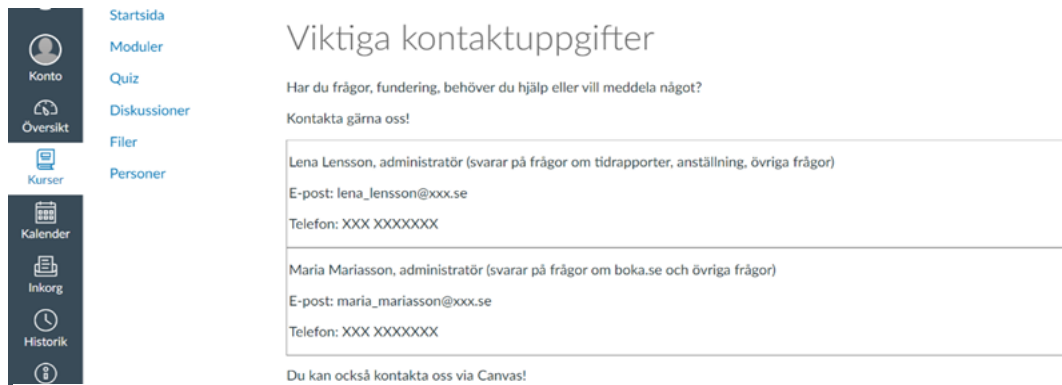 Konto
Översikt
Kurser
Kalender
Inkorg
Historik
Startsida
Moduler
Quiz
Diskussioner
Filer
Personer
Viktiga kontaktuppgifter
Har du frågor, fundering, behöver du hjälp eller vill meddela något?
Kontakta gärna oss!
Lena Lensson, administratör (svarar på frågor om tidrapporter, anställning, övriga frågor)
E-post: lena_lensson@xxx.se
Telefon: XXX XXXXXXX
Maria Mariasson, administratör (svarar på frågor om boka.se och övriga frågor)
E-post: maria_mariasson@xxx.se
Telefon: XXX XXXXXXX
Du kan också kontakta oss via Canvas!